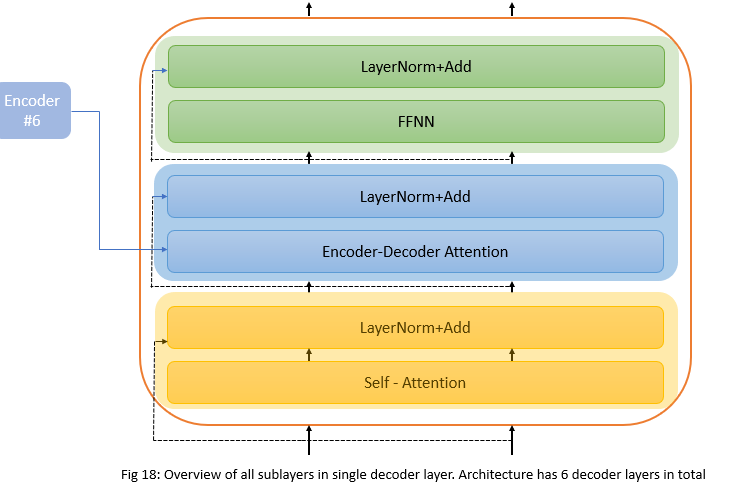 LayerNorm+Add
FFNN
Encoder
#6
LayerNorm+Add
Encoder-Decoder Attention
LayerNorm+Add
Self - Attention
Fig 18: Overview of all sublayers in single decoder layer. Architecture has 6 decoder layers in total